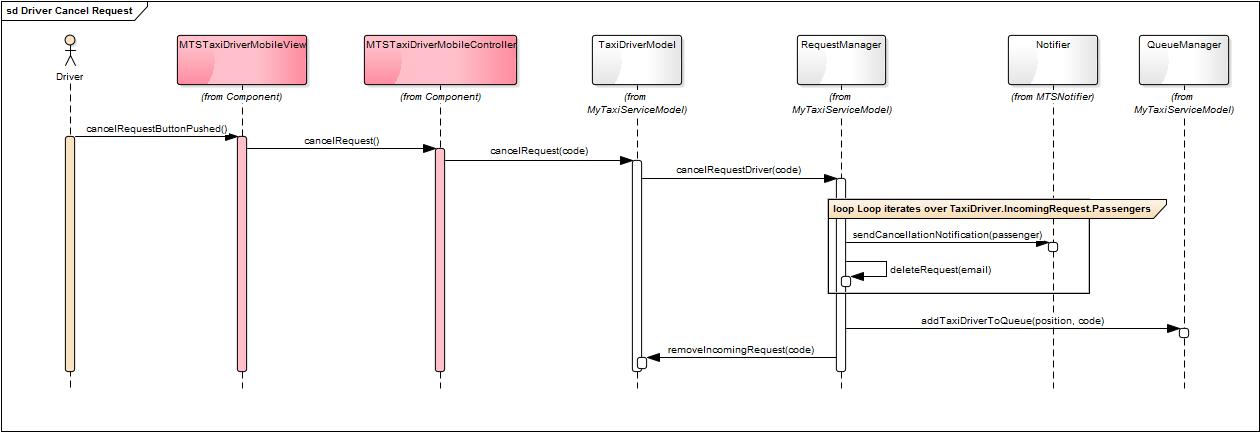 sd Driver Cancel Request
Driver
MTSTaxiDriverMobileView
(from Component)
MTSTaxiDriverMobileController
(from Component)
TaxiDriverModel
(from
MyTaxiServiceModel)
RequestManager
(from
MyTaxiServiceModel)
Notifier
(from MTSNotifier)
QueueManager
(from
MyTaxiServiceModel)
cancelRequestButtonPushed()
cancelRequest()
cancelRequest(code)
cancelRequestDriver(code)
loop Loop iterates over TaxiDriver.IncomingRequest.Passengers
sendCancellationNotification(passenger)
deleteRequest(email)
addTaxiDriverToQueue(position, code)
removeIncomingRequest(code)